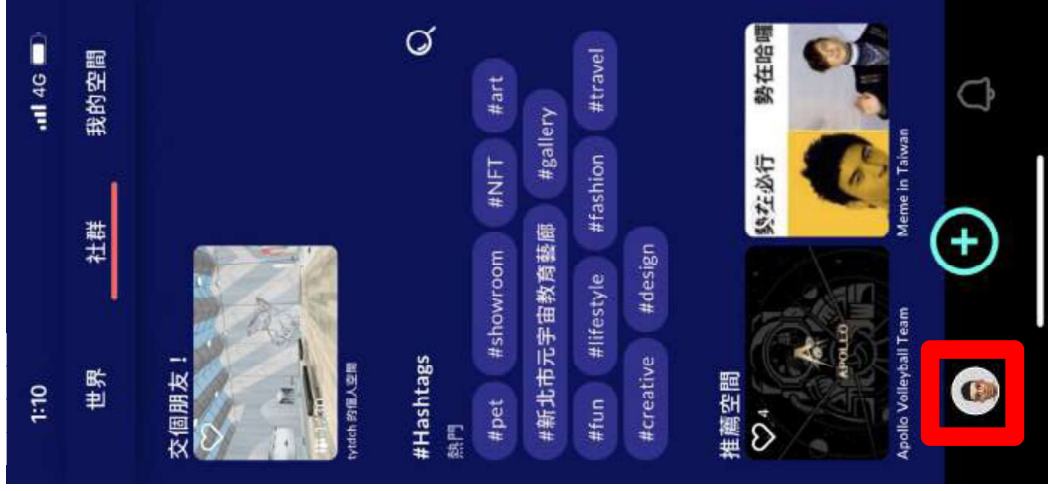 1:10 4G
世界 社群 我的空間
交個朋友！
tytdch 的個人空間
#Hashtags
熱門
#pet #showroom #NFT #art
#新北市元宇宙教育藝廊 #gallery
#fun #lifestyle #fashion #travel
#creative #design
推薦空間
4
APOLLO
勢在必行 勢在哈囉
Apollo Volleyball Team Meme in Taiwan